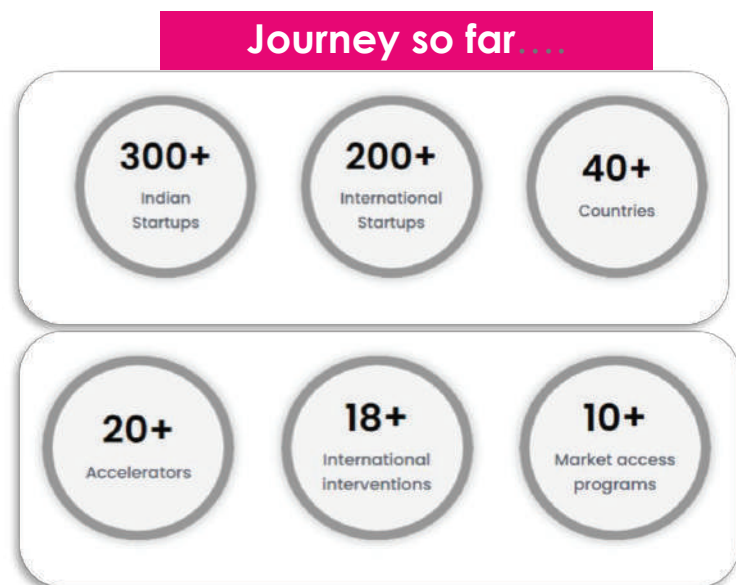 Journey so far....
300+
Indian
Startups
200+
International
Startups
40+
Countries
20+
Accelerators
18+
International
interventions
10+
Market access
programs